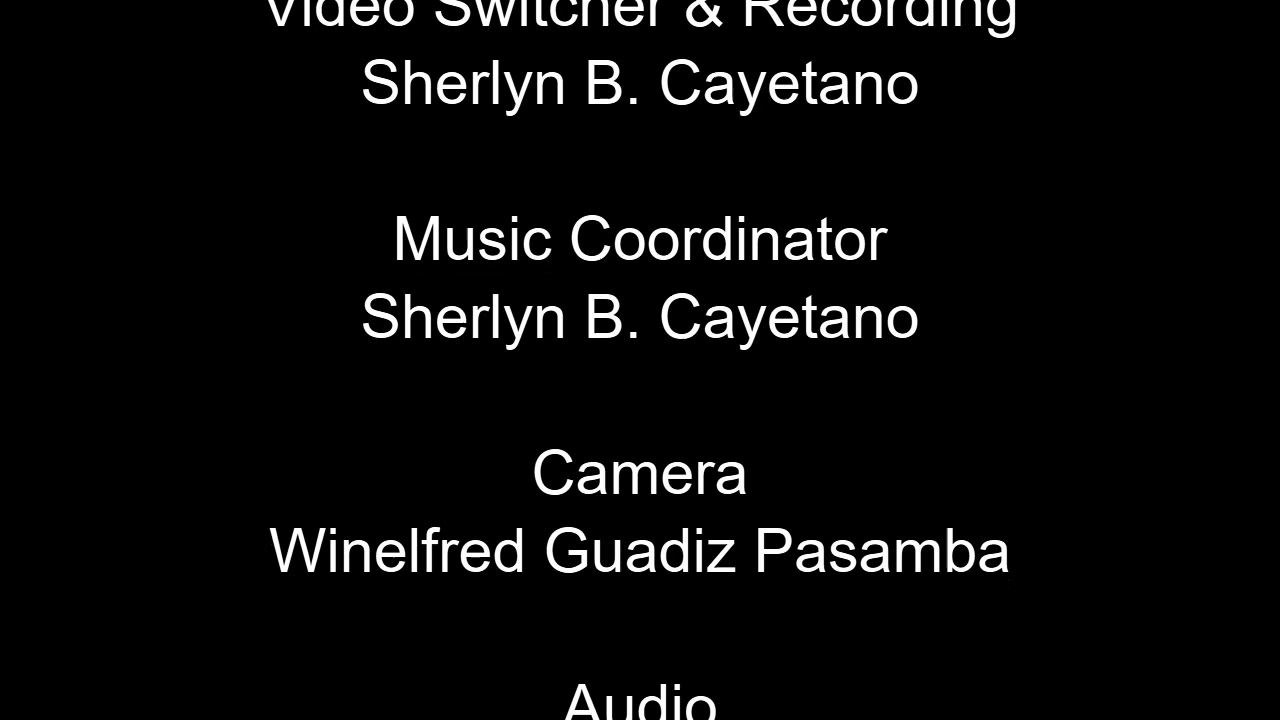 Video Switcher & Recording
Sherlyn B. Cayetano
Music Coordinator
Sherlyn B. Cayetano
Camera
Winelfred Guadiz Pasamba
Audio